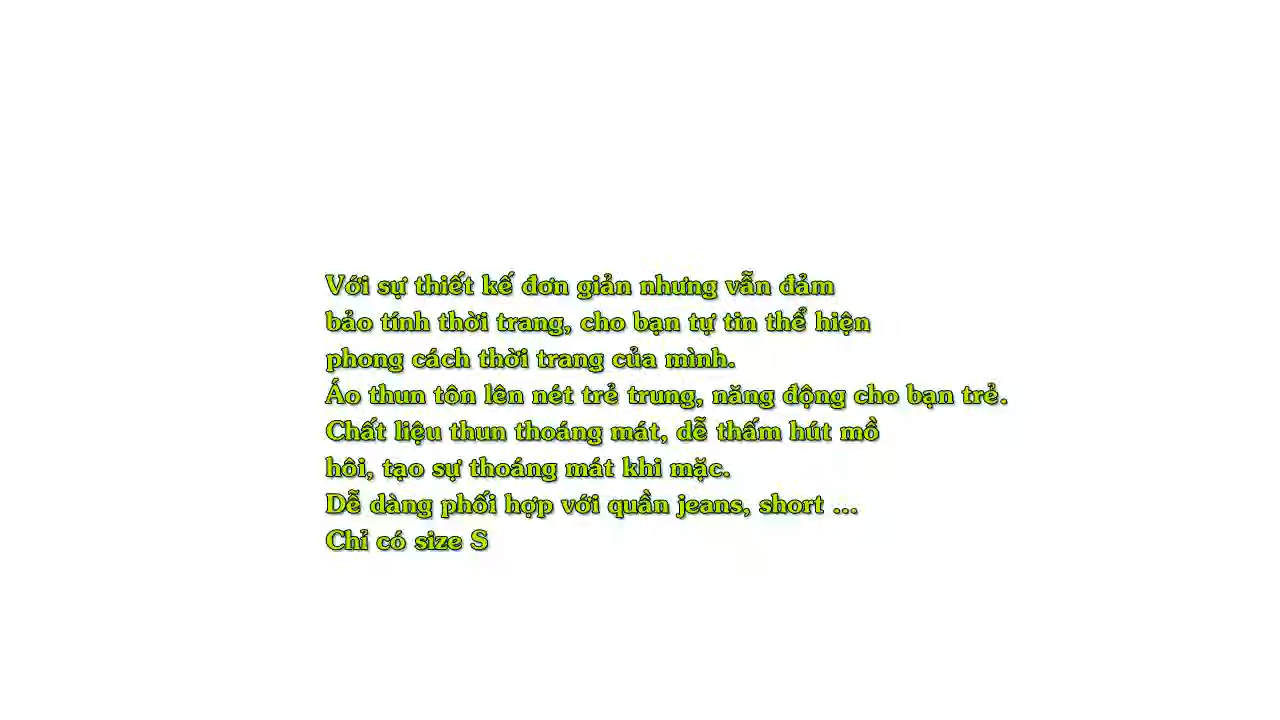 Với sự thiết kế đơn giản nhưng vẫn đảm
bảo tính thời trang, cho bạn tự tin thể hiện
phong cách thời trang của mình.
Áo thun tôn lên nét trẻ trung, năng động cho bạn trẻ.
Chất liệu thun thoáng mát, dễ thấm hút mồ
hôi, tạo sự thoáng mát khi mặc.
Dễ dàng phối hợp với quần jeans, short ...
Chỉ có size S